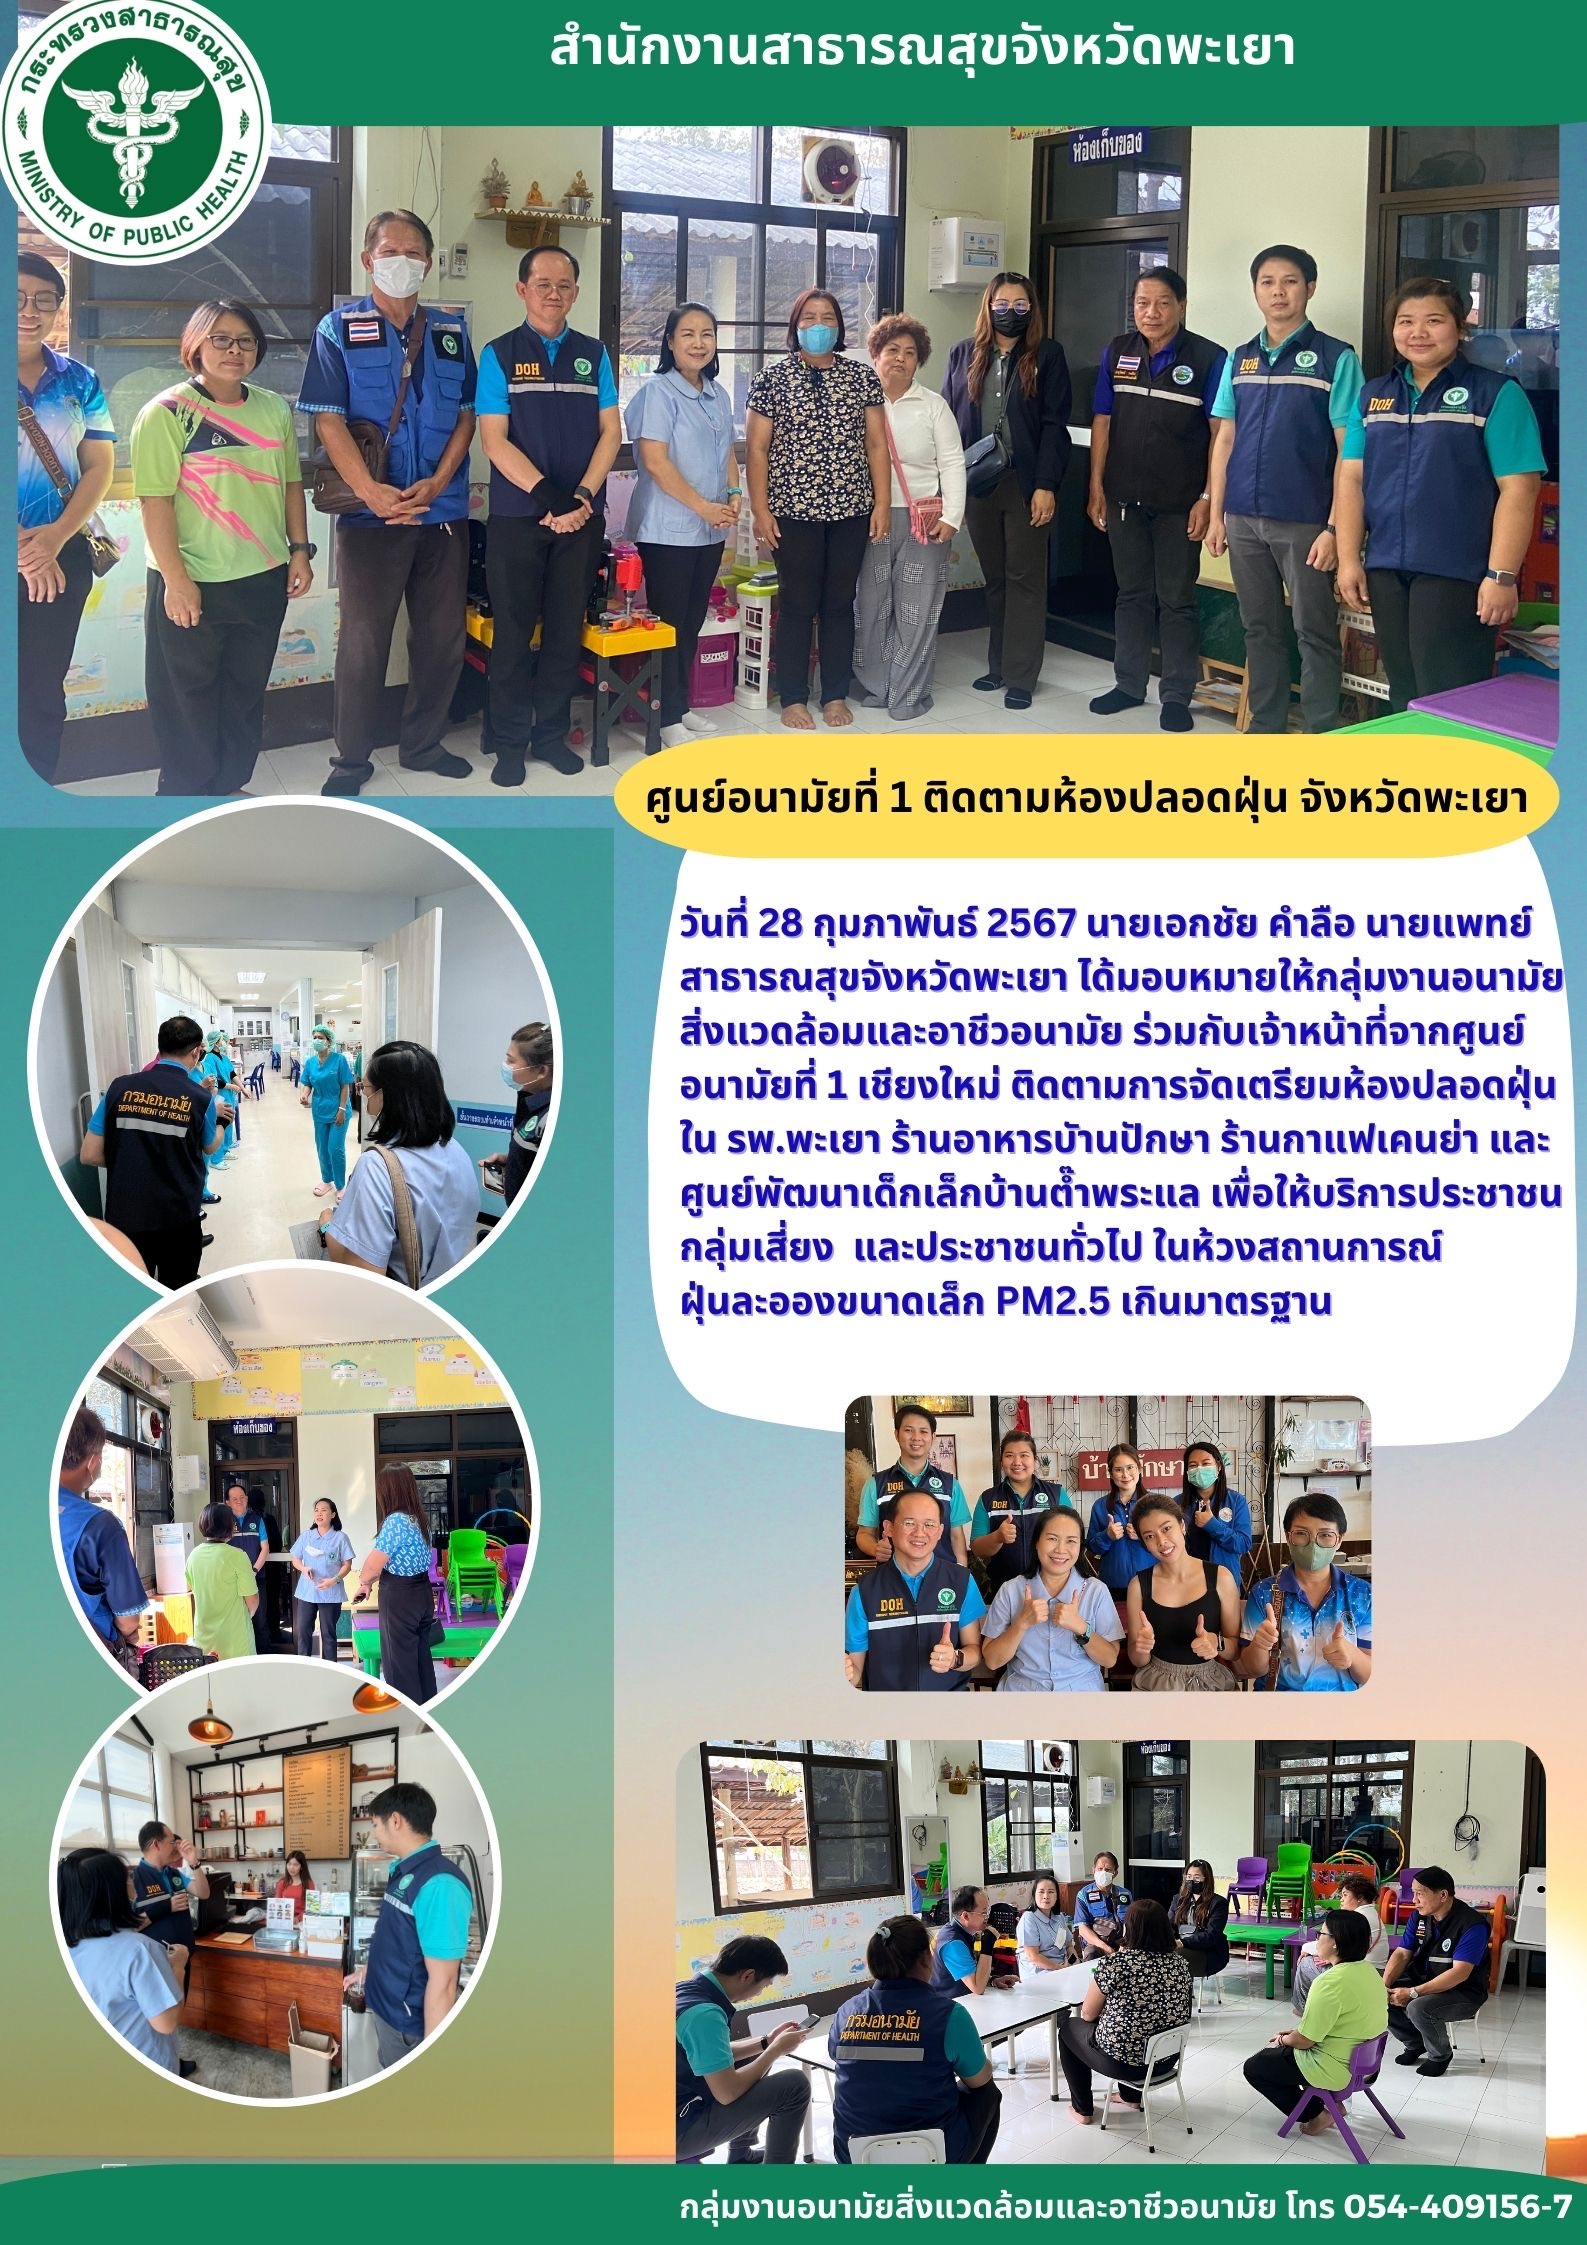 สำนักงานสาธารณสุขจังหวัดพะเยา
กระทรวงสาธารณสุข
MINISTRY OF PUBLIC HEALTH
ห้องเก็บของ
DOH
DOH
DOH
ศูนย์อนามัยที่ 1 ติดตามห้องปลอดฝุ่น จังหวัดพะเยา
วันที่ 28 กุมภาพันธ์ 2567 นายเอกชัย คำลือ นายแพทย์
สาธารณสุขจังหวัดพะเยา ได้มอบหมายให้กลุ่มงานอนามัย
สิ่งแวดล้อมและอาชีวอนามัย ร่วมกับเจ้าหน้าที่จากศูนย์
อนามัยที่ 1 เชียงใหม่ ติดตามการจัดเตรียมห้องปลอดฝุ่น
ใน รพ.พะเยา ร้านอาหารบ้านปักษา ร้านกาแฟเคนย่า และ
ศูนย์พัฒนาเด็กเล็กบ้านต๊ำพระแล เพื่อให้บริการประชาชน
กลุ่มเสี่ยง และประชาชนทั่วไป ในห้วงสถานการณ์
ฝุ่นละอองขนาดเล็ก PM2.5 เกินมาตรฐาน
กรมอนามัย
DEPARTMENT OF HEALTH
ห้องเก็บของ
DOH
DOH
DOH
DOH
ห้องเก็บของ
กรมอนามัย
DEPARTMENT OF HEALTH
กลุ่มงานอนามัยสิ่งแวดล้อมและอาชีวอนามัย โทร 054-409156-7